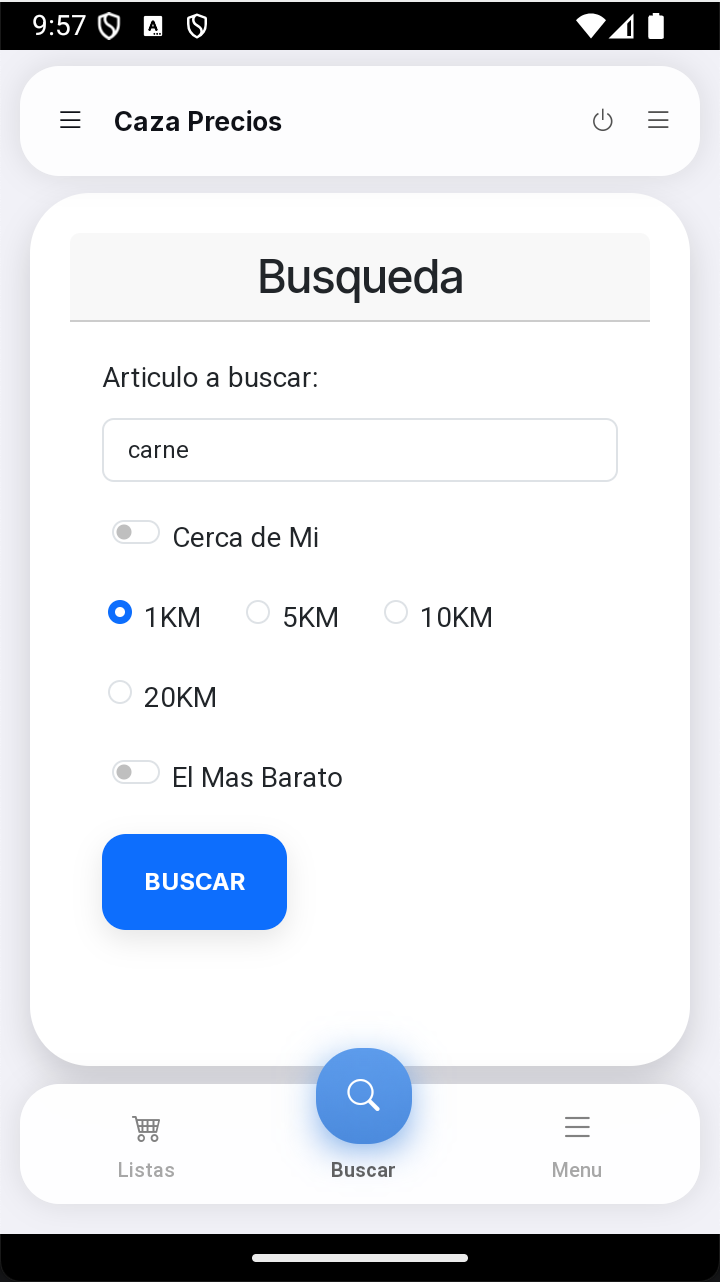 9:57
Caza Precios
Busqueda
Articulo a buscar:
carne
Cerca de Mi
1KM 5KM 10KM
20KM
El Mas Barato
BUSCAR
Listas Buscar Menu